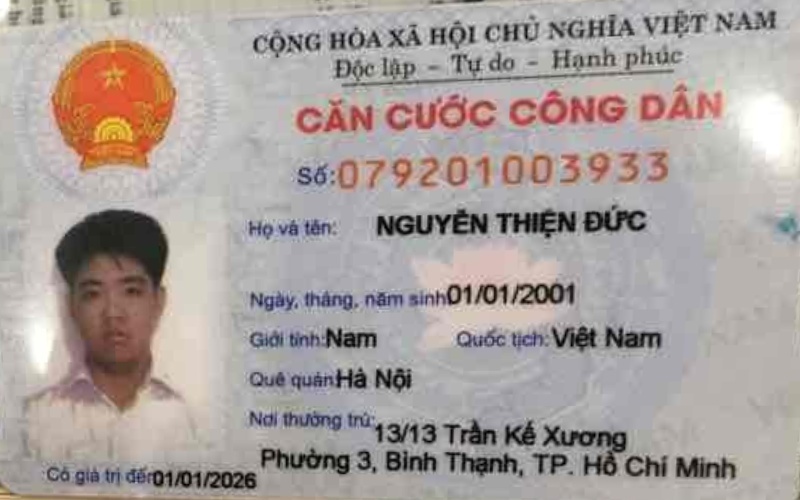 CỘNG HÒA XÃ HỘI CHỦ NGHĨA VIỆT NAM
Độc lập – Tự do – Hạnh phúc
CĂN CƯỚC CÔNG DÂN
Số:079201003933
Họ và tên: NGUYỄN THIỆN ĐỨC
Ngày, tháng, năm sinh 01/01/2001
Giới tính: Nam Quốc tịch: Việt Nam
Quê quán Hà Nội
Nơi thường trú: 13/13 Trần Kế Xương
Phường 3, Bình Thạnh, TP. Hồ Chí Minh
Có giá trị đến 01/01/2026